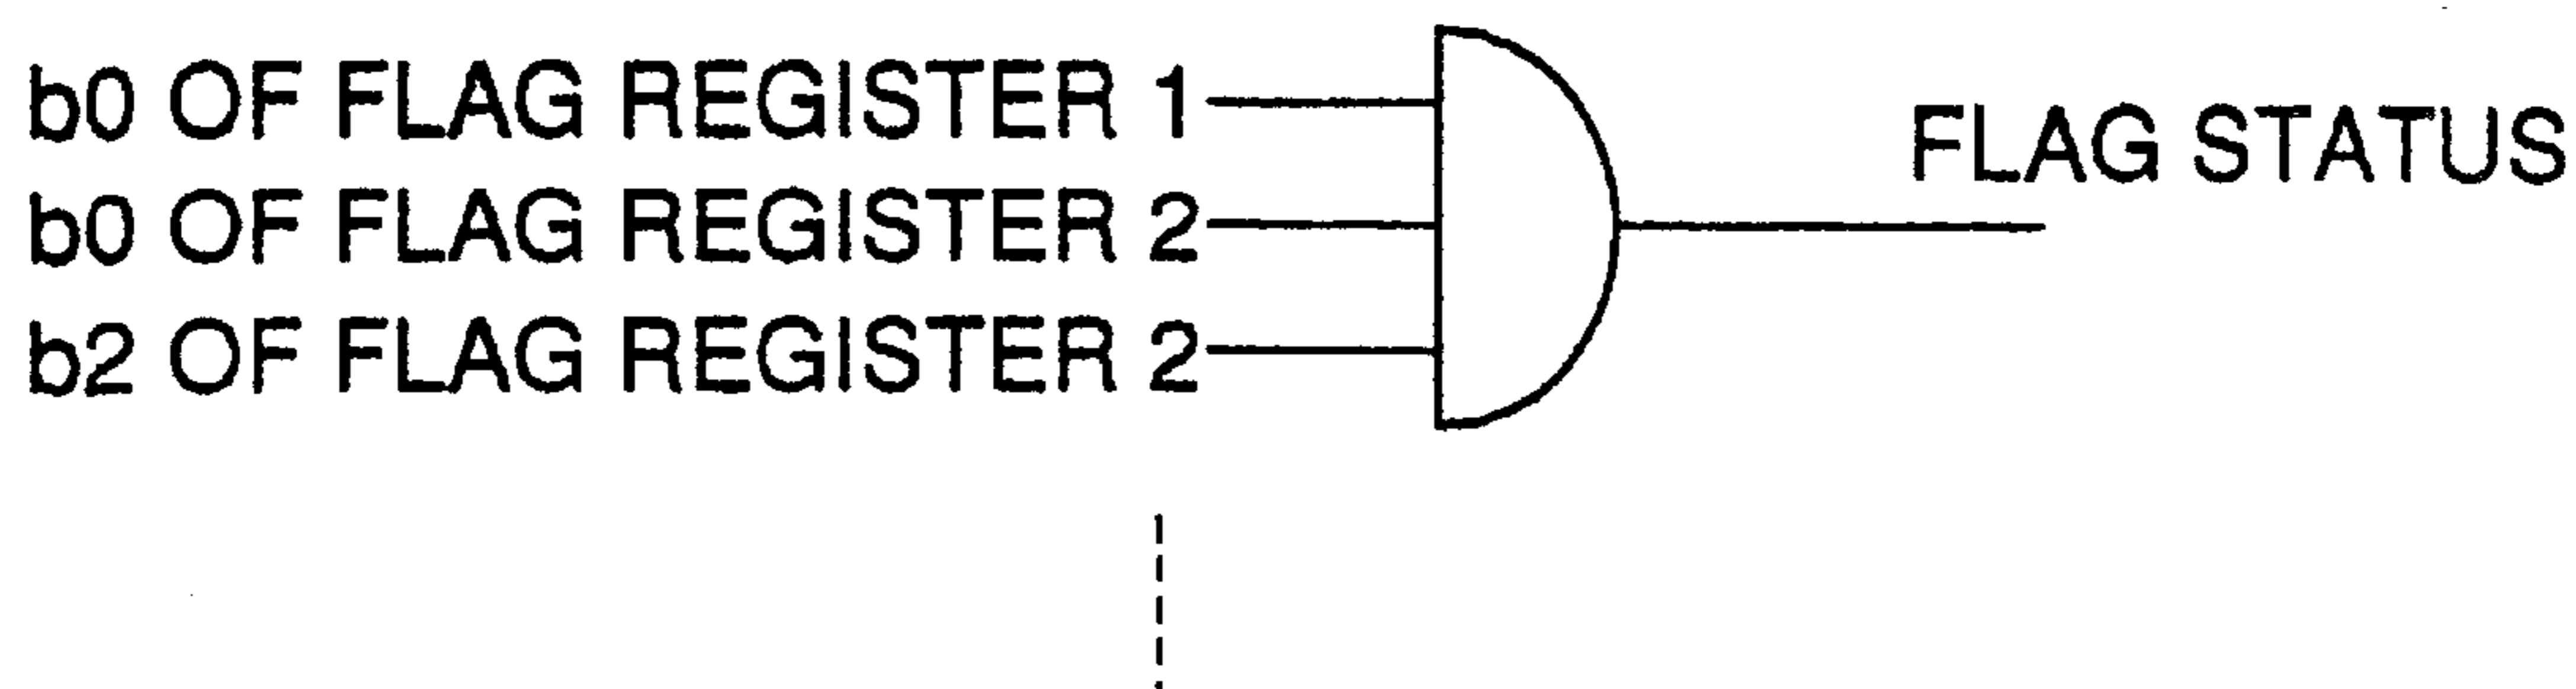 b0 OF FLAG REGISTER 1
FLAG STATUS
b0 OF FLAG REGISTER 2
b2 OF FLAG REGISTER 2